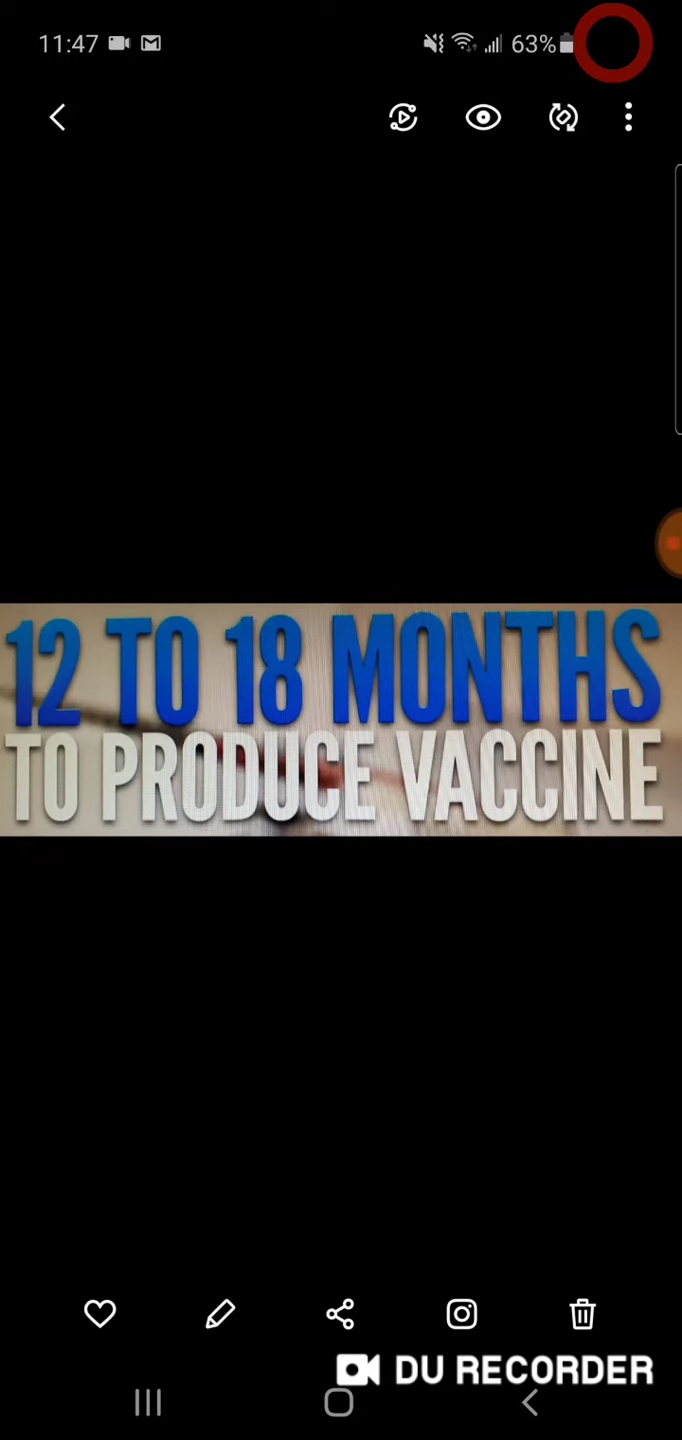 11:47
63%
12 TO 18 MONTHS
TO PRODUCE VACCINE
DU RECORDER